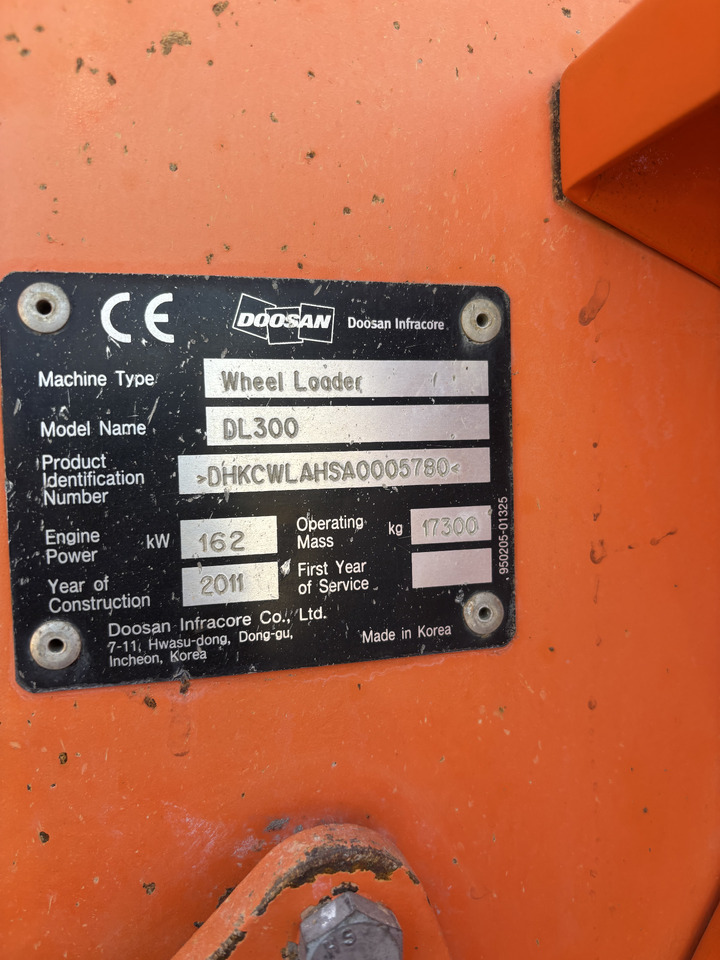 CE DOOSAN Doosan Infracore
Machine Type Wheel Loader
Model Name DL300
Product
Identification
Number >DHKCWLAHSA0005780<
Engine
Power kW 162 Operating
Mass kg 17300
Year of
Construction 2011 First Year
of Service
Doosan Infracore Co., Ltd.
7-11, Hwasu-dong, Dong-gu,
Incheon, Korea
Made in Korea
950205-01325